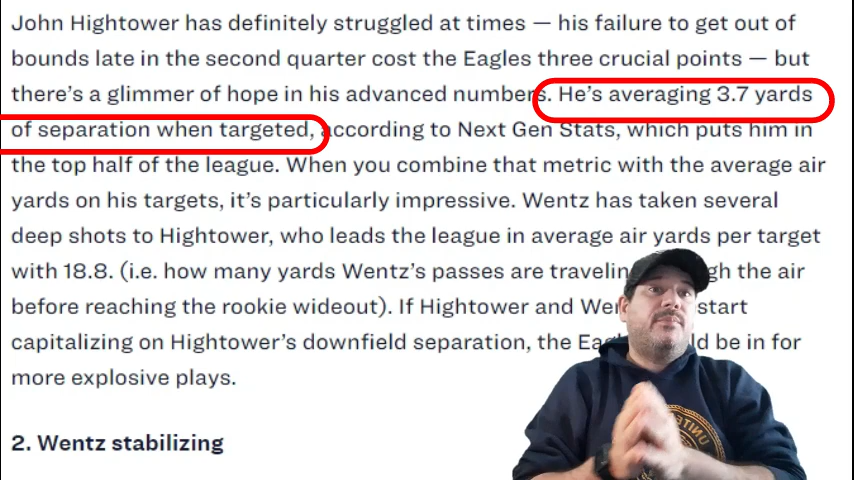 John Hightower has definitely struggled at times — his failure to get out of
bounds late in the second quarter cost the Eagles three crucial points — but
there's a glimmer of hope in his advanced numbers. He's averaging 3.7 yards
of separation when targeted, according to Next Gen Stats, which puts him in
the top half of the league. When you combine that metric with the average air
yards on his targets, it's particularly impressive. Wentz has taken several
deep shots to Hightower, who leads the league in average air yards per target
with 18.8. (i.e. how many yards Wentz's passes are the air
before reaching the rookie wideout). If Hightower and start
capitalizing on Hightower's downfield separation, the be in for
more explosive plays.
2. Wentz stabilizing